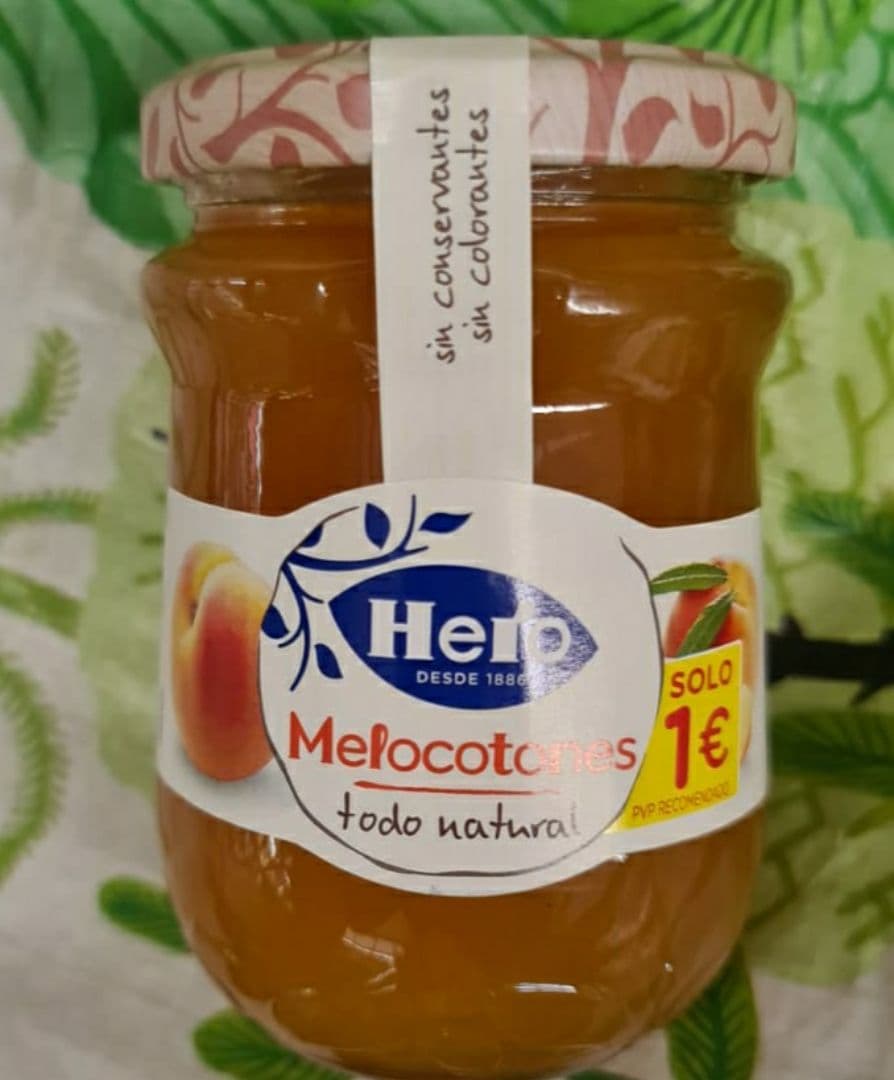 sin conservantes
sin colorantes
Hero
DESDE 1886
Melocotones
todo natural
SOLO
1€
PVP RECOMENDADO